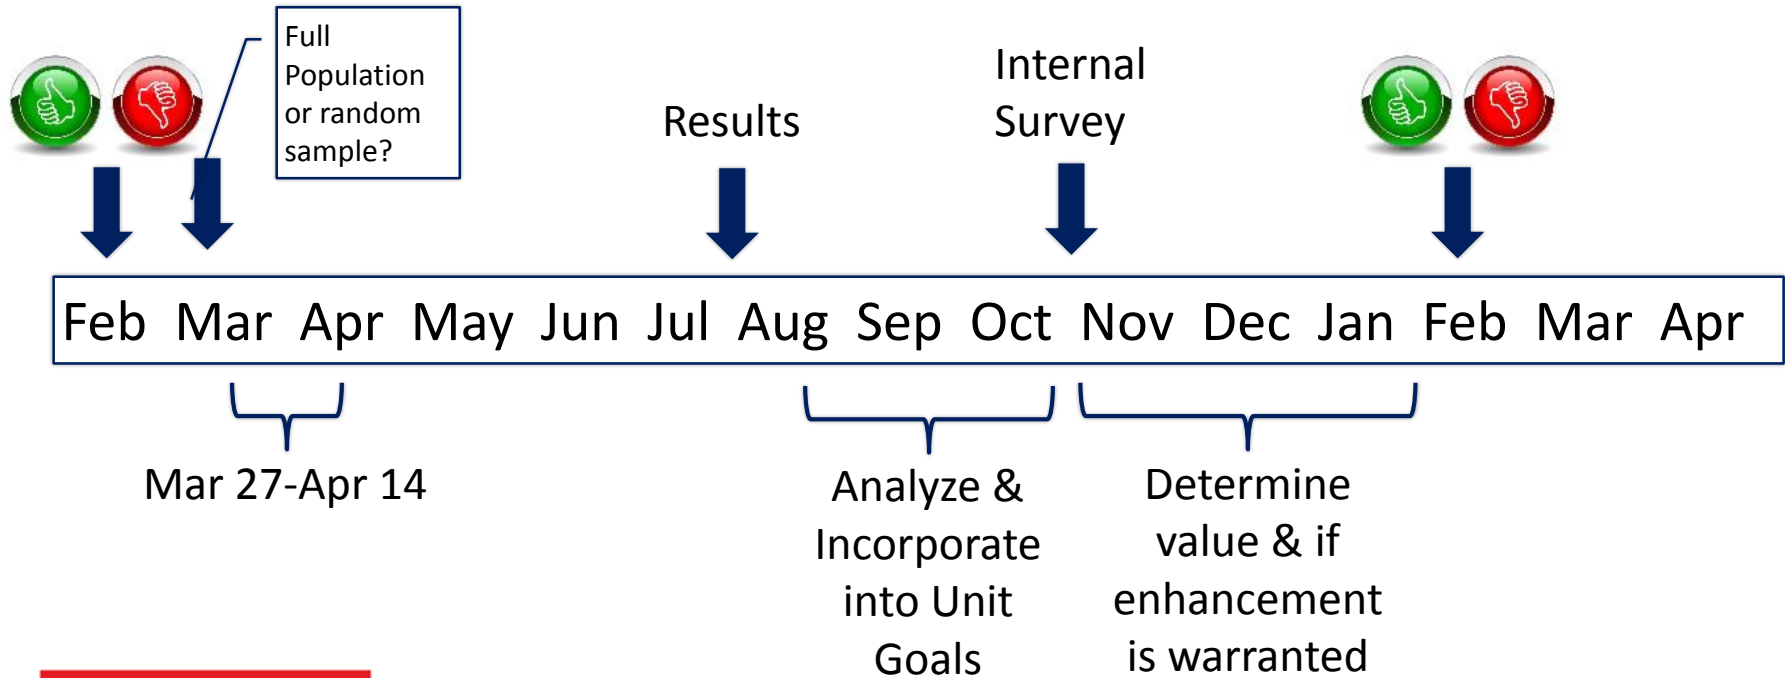 Full
Population
or random
sample?
Results
Internal
Survey
Feb Mar Apr May Jun Jul Aug Sep Oct Nov Dec Jan Feb Mar Apr
Mar 27-Apr 14
Analyze &
Incorporate
into Unit
Goals
Determine
value & if
enhancement
is warranted